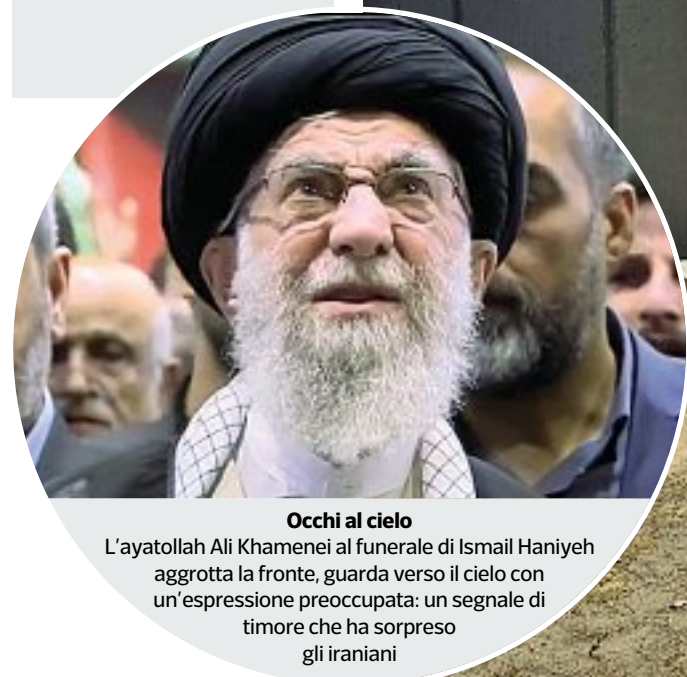 Occhi al cielo
L'ayatollah Ali Khamenei al funerale di Ismail Haniyeh
aggrotta la fronte, guarda verso il cielo con
un'espressione preoccupata: un segnale di
timore che ha sorpreso
gli iraniani